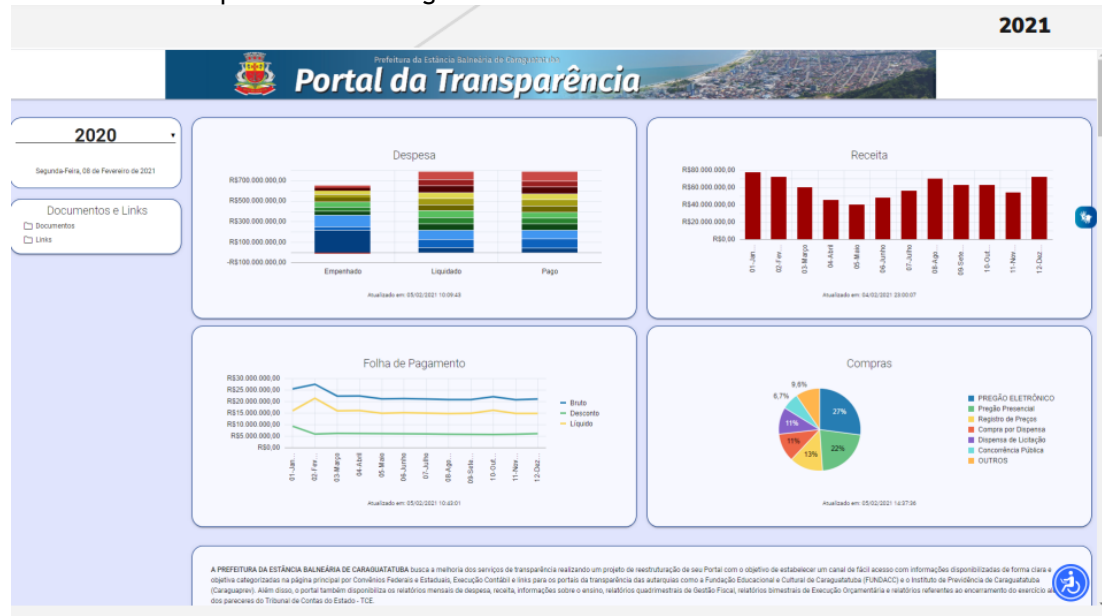 2021
Prefeitura da Estância Balneária de Caraguatatuba
Portal da Transparência
2020
Segunda-Feira, 08 de Fevereiro de 2021
Documentos e Links
Documentos
Links
Despesa
R$700.000.000,00
R$500.000.000,00
R$300.000.000,00
R$100.000.000,00
-R$100.000.000,00
Empenhado
Liquidado
Pago
Atualizado em: 05/02/2021 10:09:43
Receita
R$80.000.000,00
R$60.000.000,00
R$40.000.000,00
R$20.000.000,00
R$0,00
01-Jan...
02-Fev...
03-Março
04-Abril
05-Maio
06-Junho
07-Julho
08-Ago...
09-Sete...
10-Out...
11-Nov...
12-Dez...
Atualizado em: 04/02/2021 23:00:07
Folha de Pagamento
R$30.000.000,00
R$25.000.000,00
R$20.000.000,00
R$15.000.000,00
R$10.000.000,00
R$5.000.000,00
R$0,00
01-Jan...
02-Fev...
03-Março
04-Abril
05-Maio
06-Junho
07-Julho
08-Ago...
09-Sete...
10-Out...
11-Nov...
12-Dez...
Bruto
Desconto
Líquido
Atualizado em: 05/02/2021 10:43:01
Compras
9,6%
6,7%
11%
11%
13%
22%
27%
PREGÃO ELETRÔNICO
Pregão Presencial
Registro de Preços
Compra por Dispensa
Dispensa de Licitação
Concorrência Pública
OUTROS
Atualizado em: 05/02/2021 14:37:36
A PREFEITURA DA ESTÂNCIA BALNEÁRIA DE CARAGUATATUBA busca a melhoria dos serviços de transparência realizando um projeto de reestruturação de seu Portal com o objetivo de estabelecer um canal de fácil acesso com informações disponibilizadas de forma clara e
objetiva categorizadas na página principal por Convênios Federais e Estaduais, Execução Contábil e links para os portais da transparência das autarquias como a Fundação Educacional e Cultural de Caraguatatuba (FUNDACC) e o Instituto de Previdência de Caraguatatuba
(Caraguaprev). Além disso, o portal também disponibiliza os relatórios mensais de despesa, receita, informações sobre o ensino, relatórios quadrimestrais de Gestão Fiscal, relatórios bimestrais de Execução Orçamentária e relatórios referentes ao encerramento do exercício
dos pareceres do Tribunal de Contas do Estado - TCE.